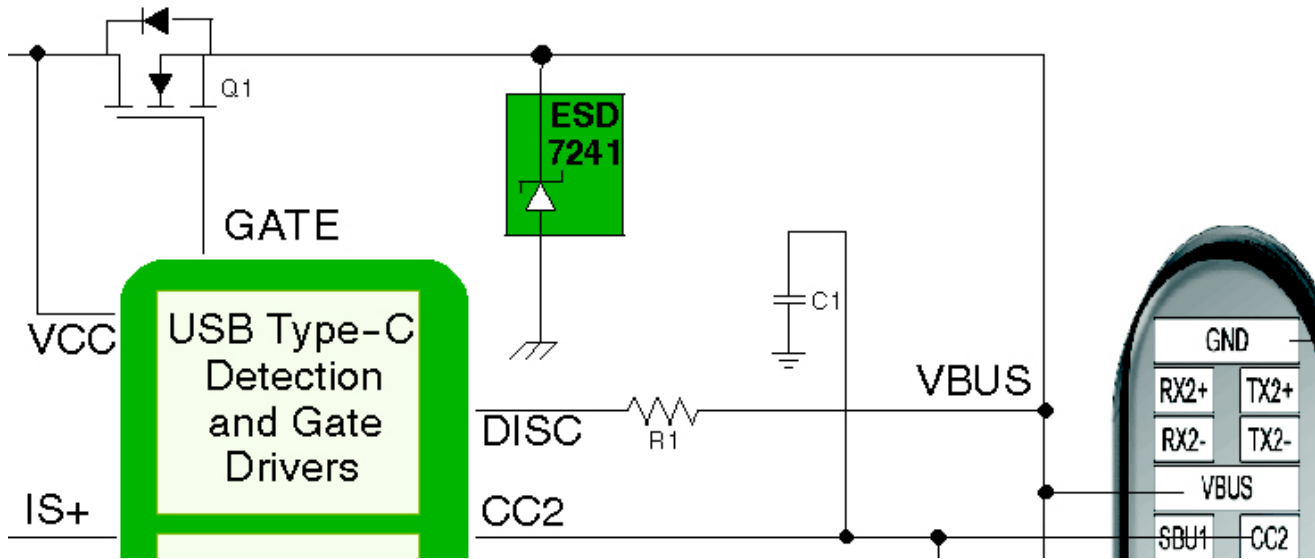 Q1
ESD
7241
GATE
C1
VCC
USB Type-C
Detection
and Gate
Drivers
VBUS
DISC
R1
IS+
CC2
GND
RX2+ TX2+
RX2- TX2-
VBUS
SBU1 CC2